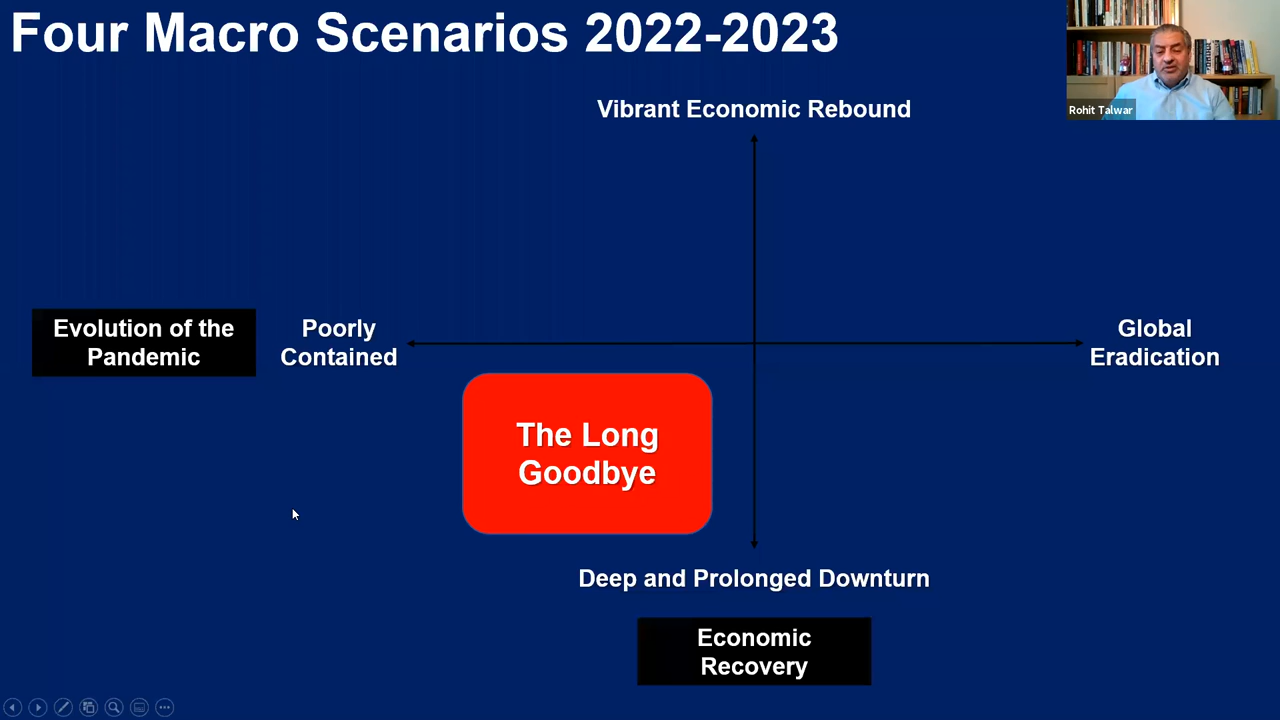 Four Macro Scenarios 2022-2023
Rohit Talwar
Vibrant Economic Rebound
Evolution of the
Pandemic
Poorly
Contained
Global
Eradication
The Long
Goodbye
Deep and Prolonged Downturn
Economic
Recovery